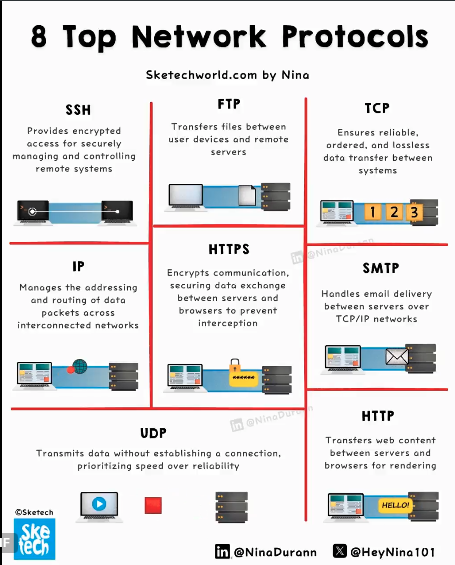 8 Top Network Protocols
Sketechworld.com by Nina
SSH
Provides encrypted
access for securely
managing and controlling
remote systems
FTP
Transfers files between
user devices and remote
servers
TCP
Ensures reliable,
ordered, and lossless
data transfer between
systems
1 2 3
IP
Manages the addressing
and routing of data
packets across
interconnected networks
HTTPS
Encrypts communication,
securing data exchange
between servers and
browsers to prevent
interception
in @NinaDurann
SMTP
Handles email delivery
between servers over
TCP/IP networks
in @NinaDurann
UDP
Transmits data without establishing a connection,
prioritizing speed over reliability
HTTP
Transfers web content
between servers and
browsers for rendering
HELLO!
©Sketech
Ske
tech
F
in @NinaDurann
X @HeyNina101